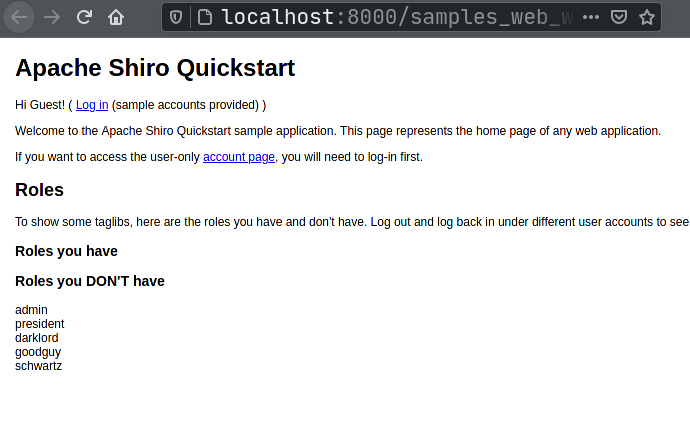 localhost:8000/samples_web_w
Apache Shiro Quickstart
Hi Guest! ( Log in (sample accounts provided) )
Welcome to the Apache Shiro Quickstart sample application. This page represents the home page of any web application.
If you want to access the user-only account page, you will need to log-in first.
Roles
To show some taglibs, here are the roles you have and don't have. Log out and log back in under different user accounts to see
Roles you have
Roles you DON'T have
admin
president
darklord
goodguy
schwartz